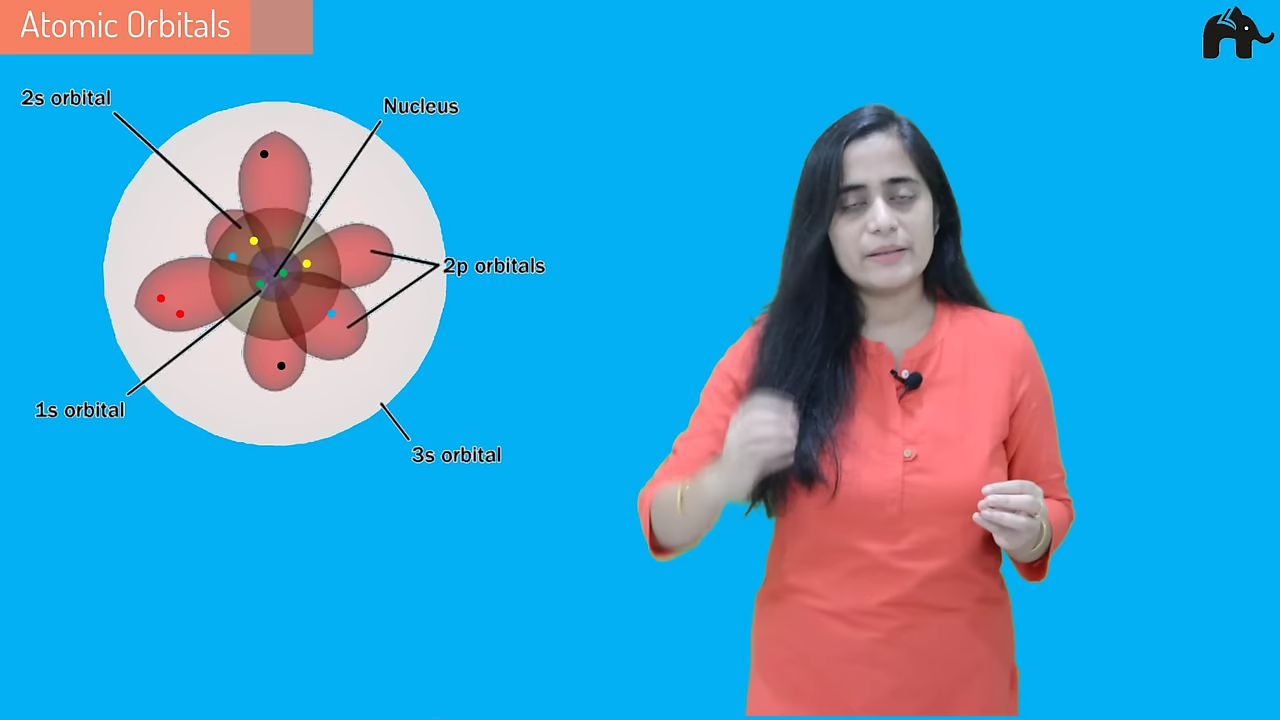 Atomic Orbitals
2s orbital
Nucleus
2p orbitals
1s orbital
3s orbital